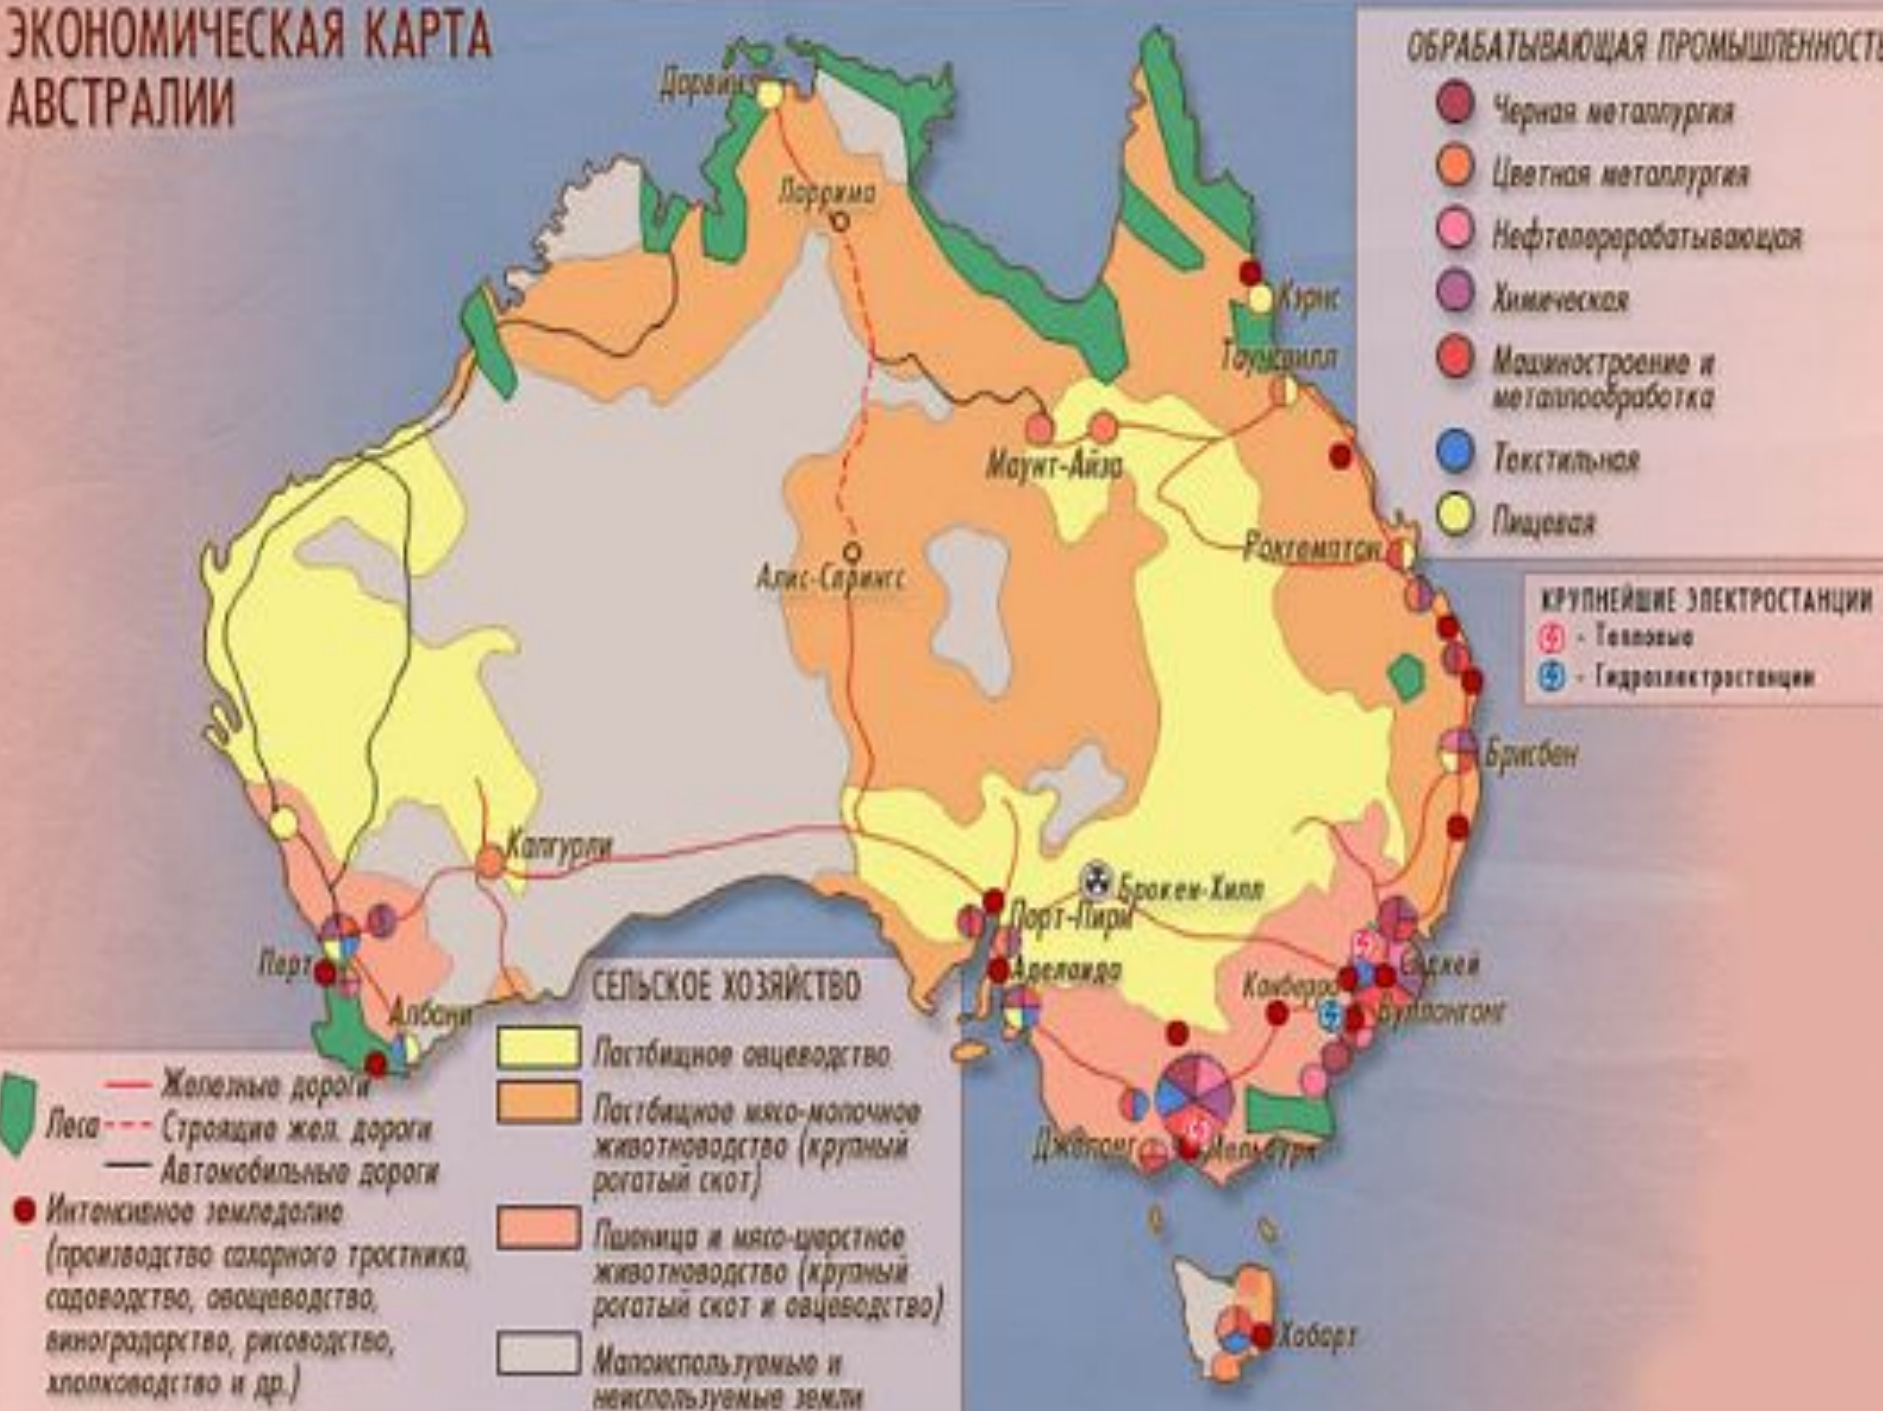 ЭКОНОМИЧЕСКАЯ КАРТА
АВСТРАЛИИ
ОБРАБАТЫВАЮЩАЯ ПРОМЫШЛЕННОСТЬ
Черная металлургия
Цветная металлургия
Нефтеперерабатывающая
Химическая
Машиностроение и
металлообработка
Текстильная
Пищевая
КРУПНЕЙШИЕ ЭЛЕКТРОСТАНЦИИ
- Тепловые
- Гидроэлектростанции
Дорвинг
Ларрима
Кэрнс
Таунсвилл
Маунт-Айза
Рокгемптон
Алис-Спрингс
Брисбен
Калгурли
Брокен-Хилл
Порт-Пири
Перт
Аделаида
Сидней
Канберра
Вуллонгонг
Албани
Джелонг
Мельбурн
Хобарт
СЕЛЬСКОЕ ХОЗЯЙСТВО
Пастбищное овцеводство
Пастбищное мясо-молочное
животноводство (крупный
рогатый скот)
Пшеница и мясо-шерстное
животноводство (крупный
рогатый скот и овцеводство)
Малоиспользуемые и
неиспользуемые земли
Леса
Железные дороги
Строящие жел. дороги
Автомобильные дороги
Интенсивное земледелие
(производство сахарного тростника,
садоводство, овощеводство,
виноградорство, рисоводство,
хлопководство и др.)